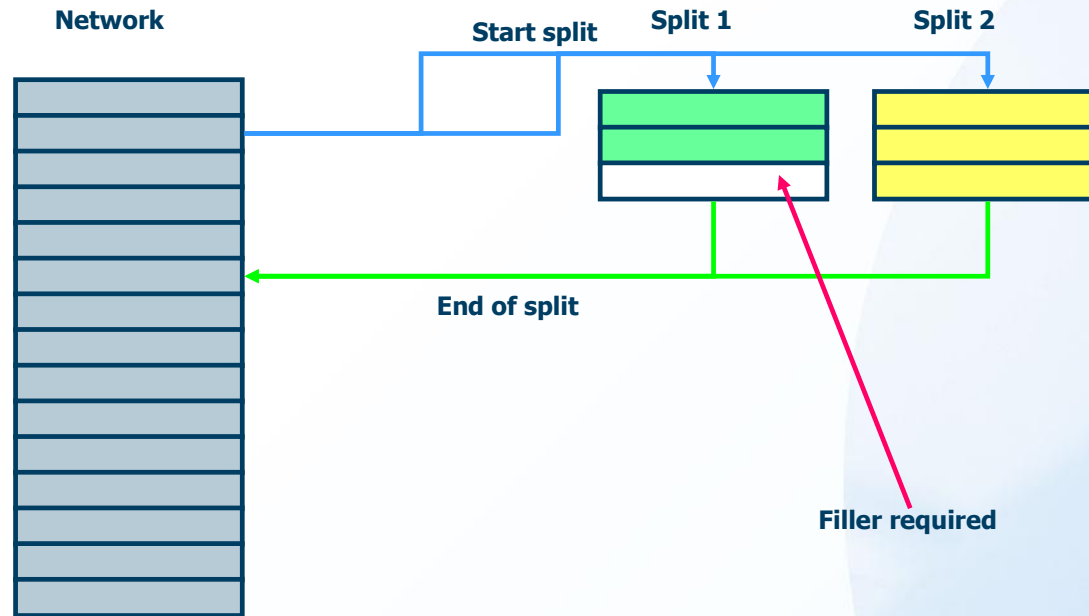 Network
Start split
Split 1
Split 2
End of split
Filler required